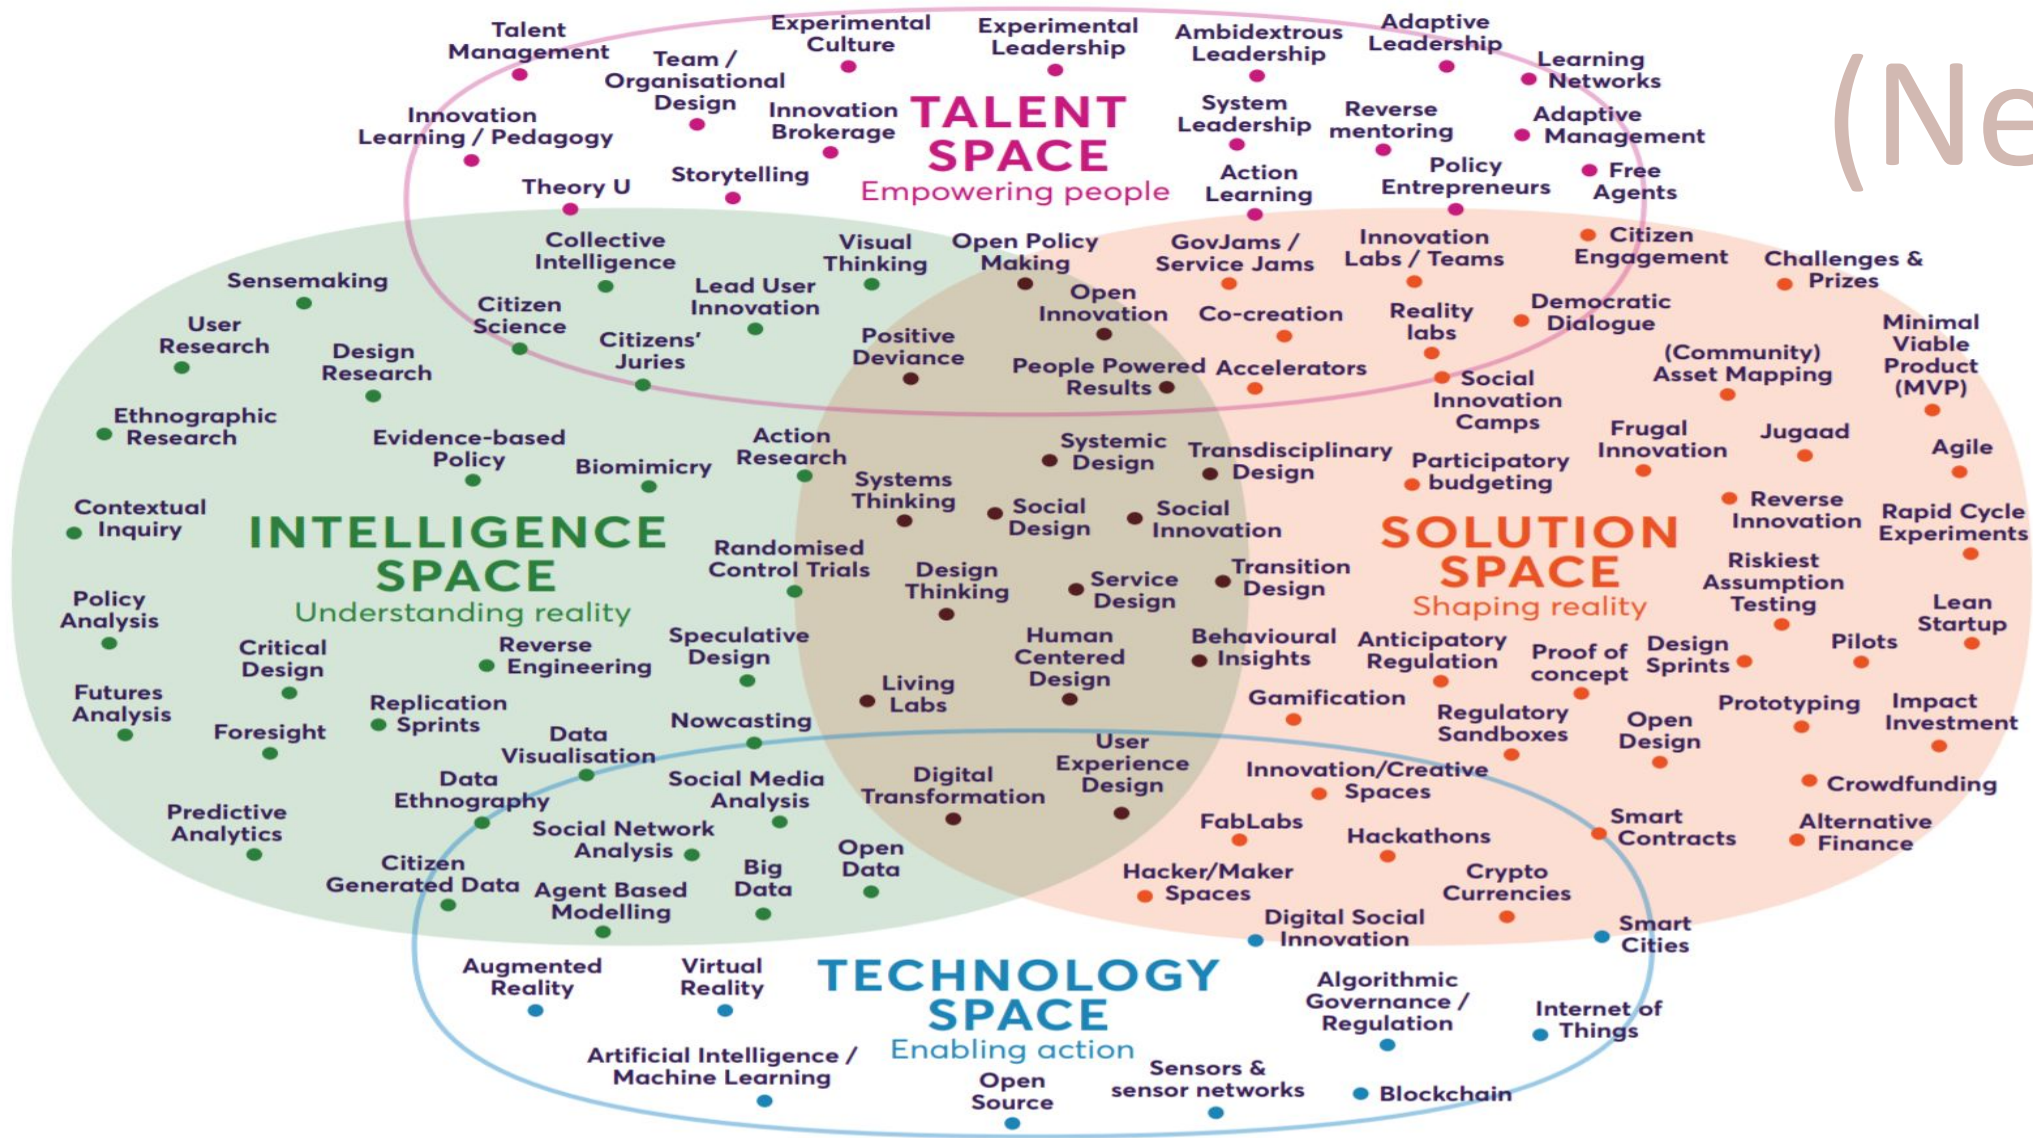 Talent
Management
Team /
Organisational
Design
Experimental
Culture
Experimental
Leadership
Ambidextrous
Leadership
Adaptive
Leadership
Learning
Networks
(Ne
Innovation
Learning / Pedagogy
Innovation
Brokerage
TALENT
SPACE
Empowering people
System
Leadership
Reverse
mentoring
Adaptive
Management
Theory U
Storytelling
Action
Learning
Policy
Entrepreneurs
Free
Agents
Collective
Intelligence
Visual
Thinking
Open Policy
Making
GovJams /
Service Jams
Innovation
Labs / Teams
Citizen
Engagement
Challenges &
Prizes
Sensemaking
Citizen
Science
Lead User
Innovation
Open
Innovation
Co-creation
Reality
labs
Democratic
Dialogue
User
Research
Design
Research
Citizens'
Juries
Positive
Deviance
People Powered
Results
Accelerators
Social
Innovation
Camps
(Community)
Asset Mapping
Minimal
Viable
Product
(MVP)
Ethnographic
Research
Evidence-based
Policy
Biomimicry
Action
Research
Systemic
Design
Transdisciplinary
Design
Participatory
budgeting
Frugal
Innovation
Jugaad
Agile
Contextual
Inquiry
Systems
Thinking
Social
Design
Social
Innovation
Reverse
Innovation
Rapid Cycle
Experiments
INTELLIGENCE
SPACE
Understanding reality
Randomised
Control Trials
Design
Thinking
Service
Design
Transition
Design
SOLUTION
SPACE
Shaping reality
Riskiest
Assumption
Testing
Lean
Startup
Policy
Analysis
Critical
Design
Reverse
Engineering
Speculative
Design
Human
Centered
Design
Behavioural
Insights
Anticipatory
Regulation
Proof of
concept
Design
Sprints
Pilots
Futures
Analysis
Foresight
Replication
Sprints
Data
Visualisation
Nowcasting
Living
Labs
Gamification
Regulatory
Sandboxes
Open
Design
Prototyping
Impact
Investment
Predictive
Analytics
Data
Ethnography
Social Media
Analysis
Digital
Transformation
User
Experience
Design
Innovation/Creative
Spaces
Crowdfunding
Social Network
Analysis
Open
Data
FabLabs
Hackathons
Smart
Contracts
Alternative
Finance
Citizen
Generated Data
Agent Based
Modelling
Big
Data
Hacker/Maker
Spaces
Crypto
Currencies
Digital Social
Innovation
Smart
Cities
Augmented
Reality
Virtual
Reality
TECHNOLOGY
SPACE
Enabling action
Algorithmic
Governance /
Regulation
Internet of
Things
Artificial Intelligence /
Machine Learning
Open
Source
Sensors &
sensor networks
Blockchain